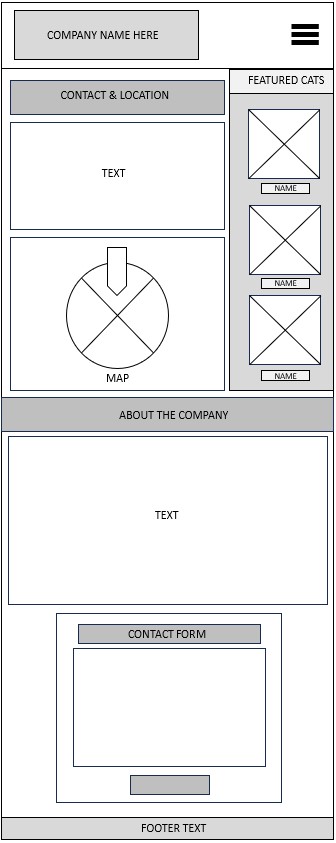 COMPANY NAME HERE
CONTACT & LOCATION
TEXT
MAP
FEATURED CATS
NAME
NAME
NAME
ABOUT THE COMPANY
TEXT
CONTACT FORM
FOOTER TEXT